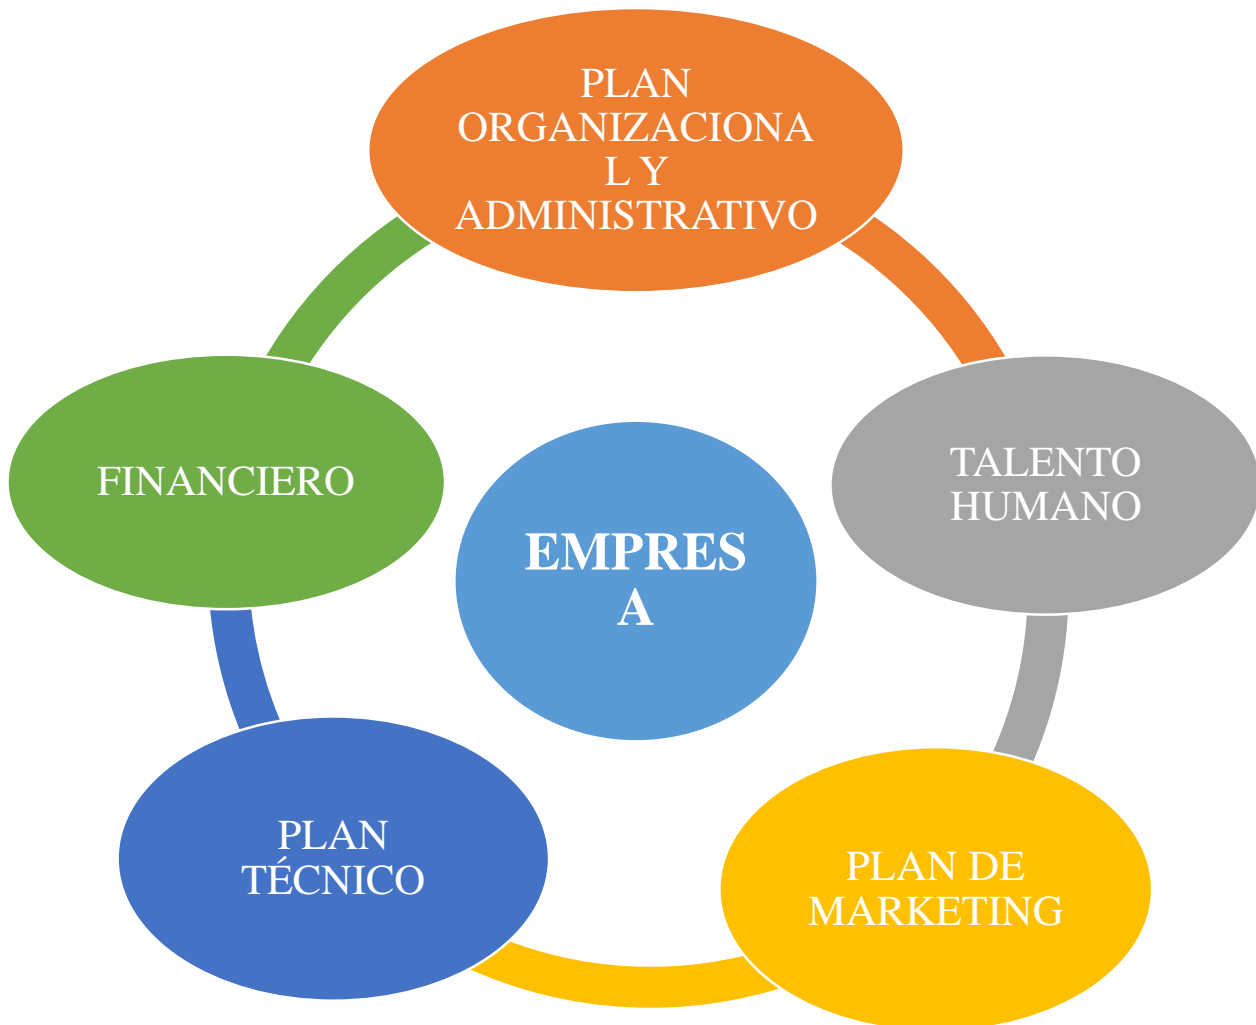 PLAN
ORGANIZACIONA
L Y
ADMINISTRATIVO
FINANCIERO
TALENTO
HUMANO
EMPRES
A
PLAN
TÉCNICO
PLAN DE
MARKETING